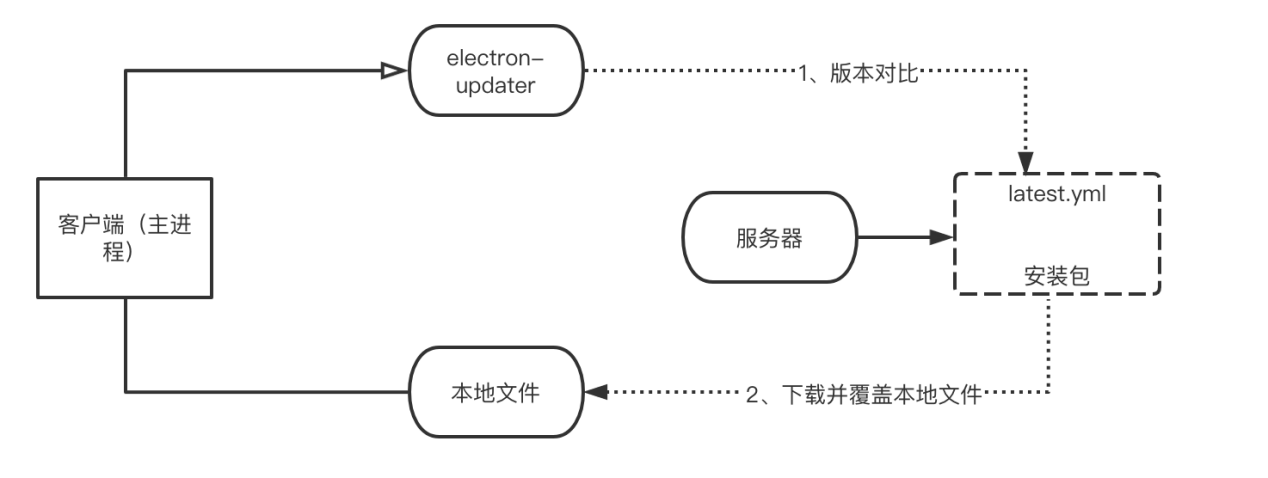 electron-
updater
1、版本对比
latest.yml
客户端（主进
程）
服务器
安装包
本地文件
2、下载并覆盖本地文件